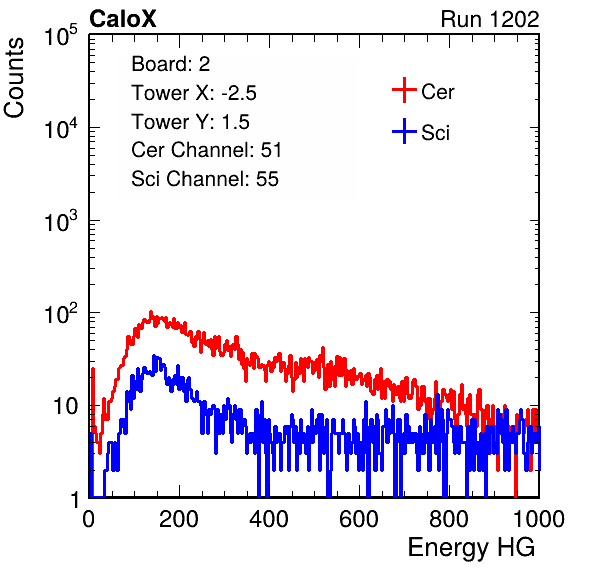 CaloX Run 1202
Counts
Board: 2
Tower X: -2.5
Tower Y: 1.5
Cer Channel: 51
Sci Channel: 55
Cer
Sci
10^5
10^4
10^3
10^2
10
1
0 200 400 600 800 1000
Energy HG